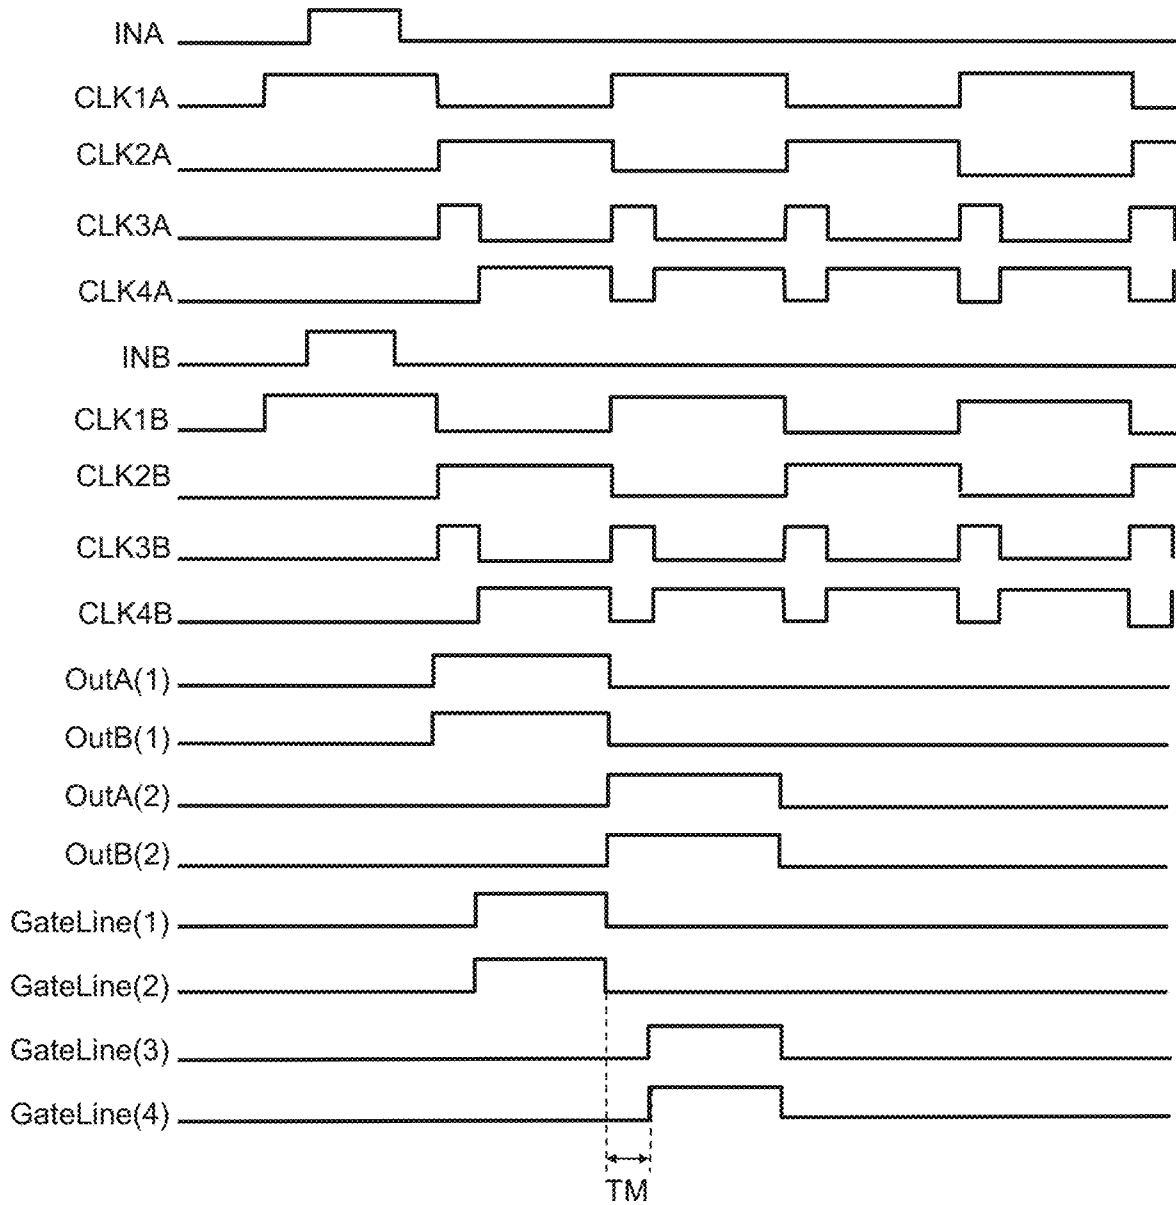 INA
CLK1A
CLK2A
CLK3A
CLK4A
INB
CLK1B
CLK2B
CLK3B
CLK4B
OutA(1)
OutB(1)
OutA(2)
OutB(2)
GateLine(1)
GateLine(2)
GateLine(3)
GateLine(4)
TM